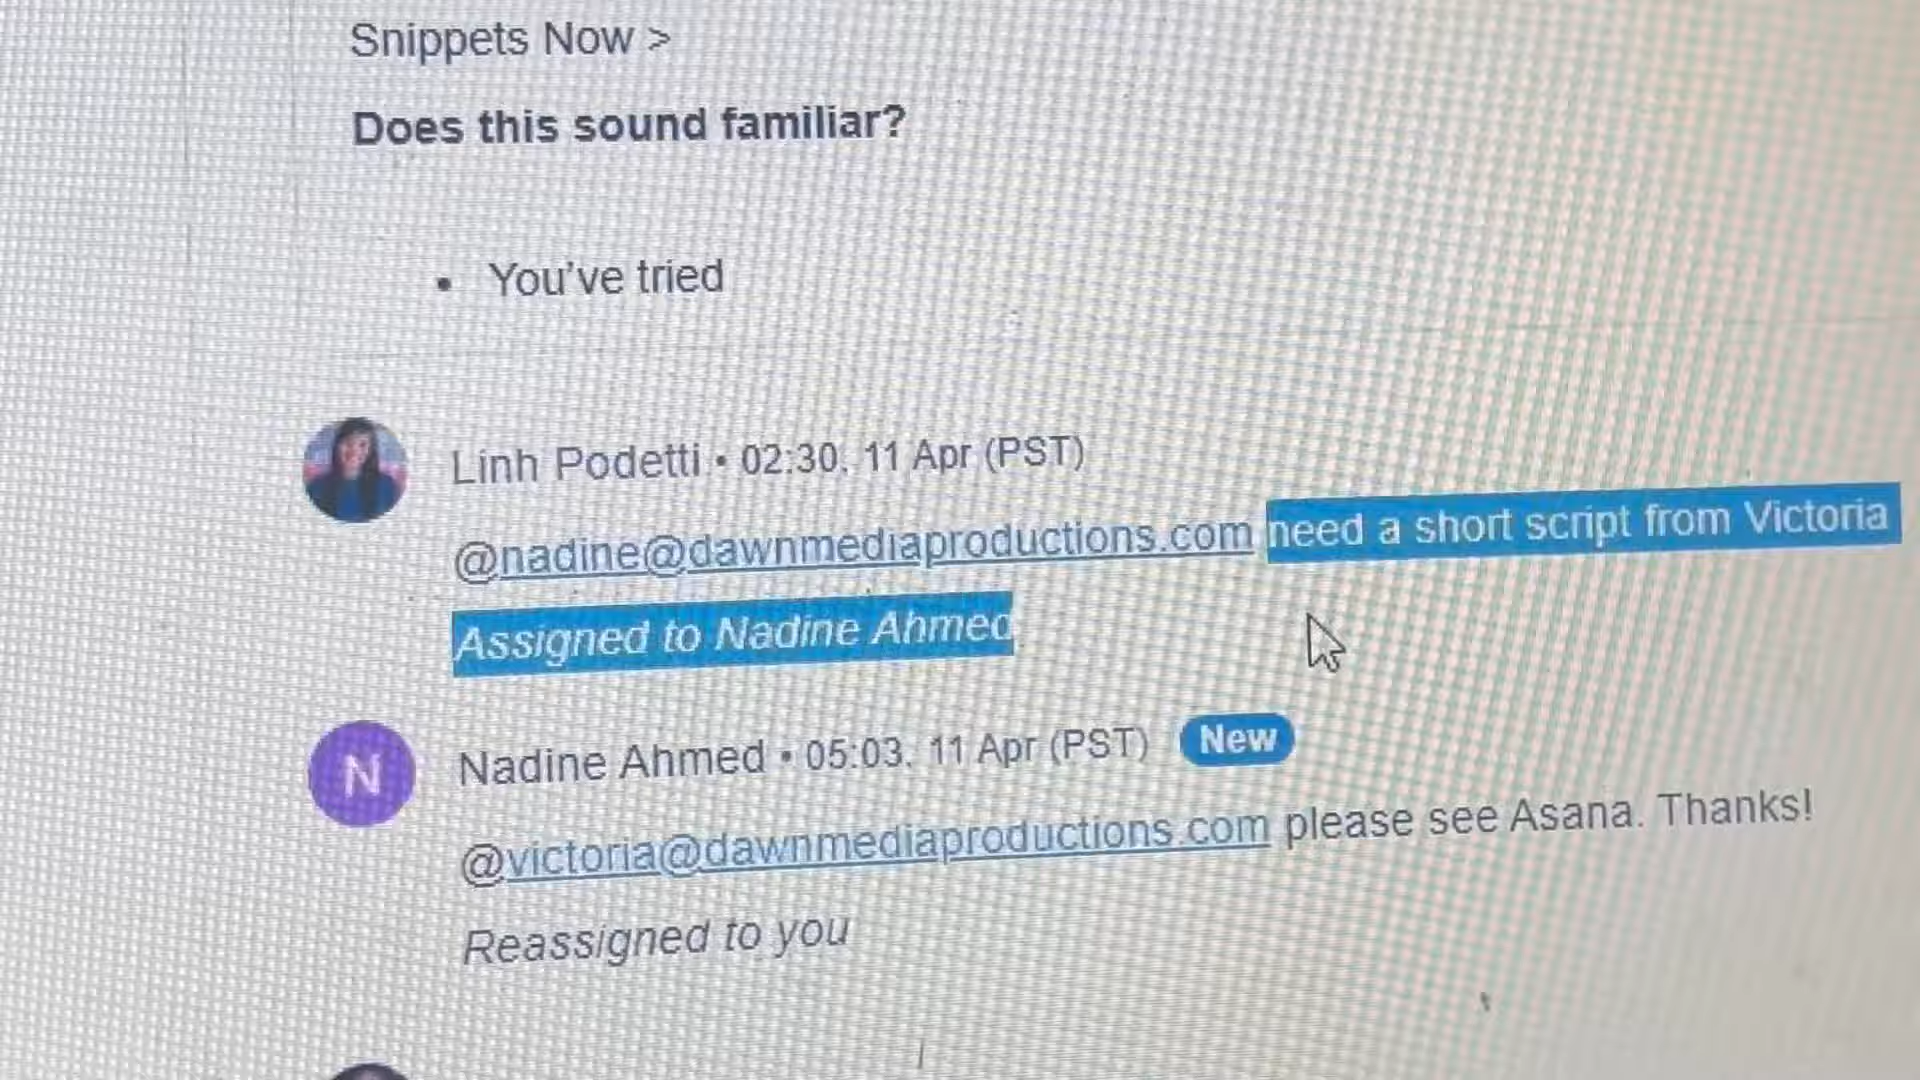 Snippets Now >
Does this sound familiar?
• You've tried
Linh Podetti • 02:30, 11 Apr (PST)
@nadine@dawnmediaproductions.com need a short script from Victoria
Assigned to Nadine Ahmed
N
Nadine Ahmed • 05:03, 11 Apr (PST) New
@victoria@dawnmediaproductions.com please see Asana. Thanks!
Reassigned to you